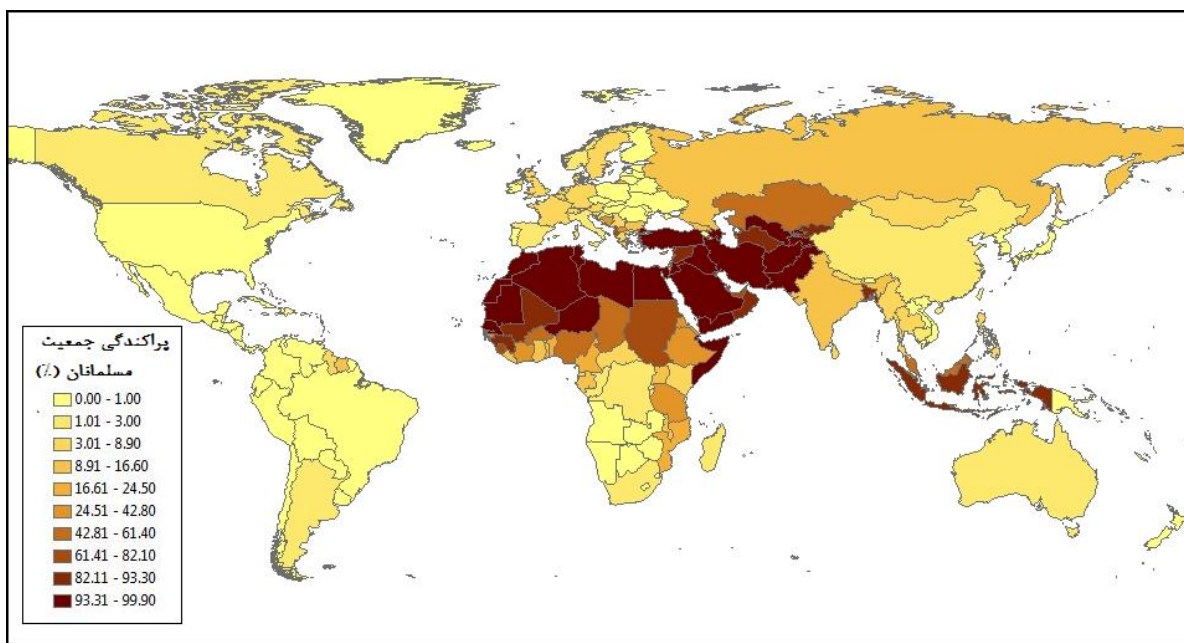 پراکندگی جمعیت
مسلمانان (٪)
0.00 - 1.00
1.01 - 3.00
3.01 - 8.90
8.91 - 16.60
16.61 - 24.50
24.51 - 42.80
42.81 - 61.40
61.41 - 82.10
82.11 - 93.30
93.31 - 99.90